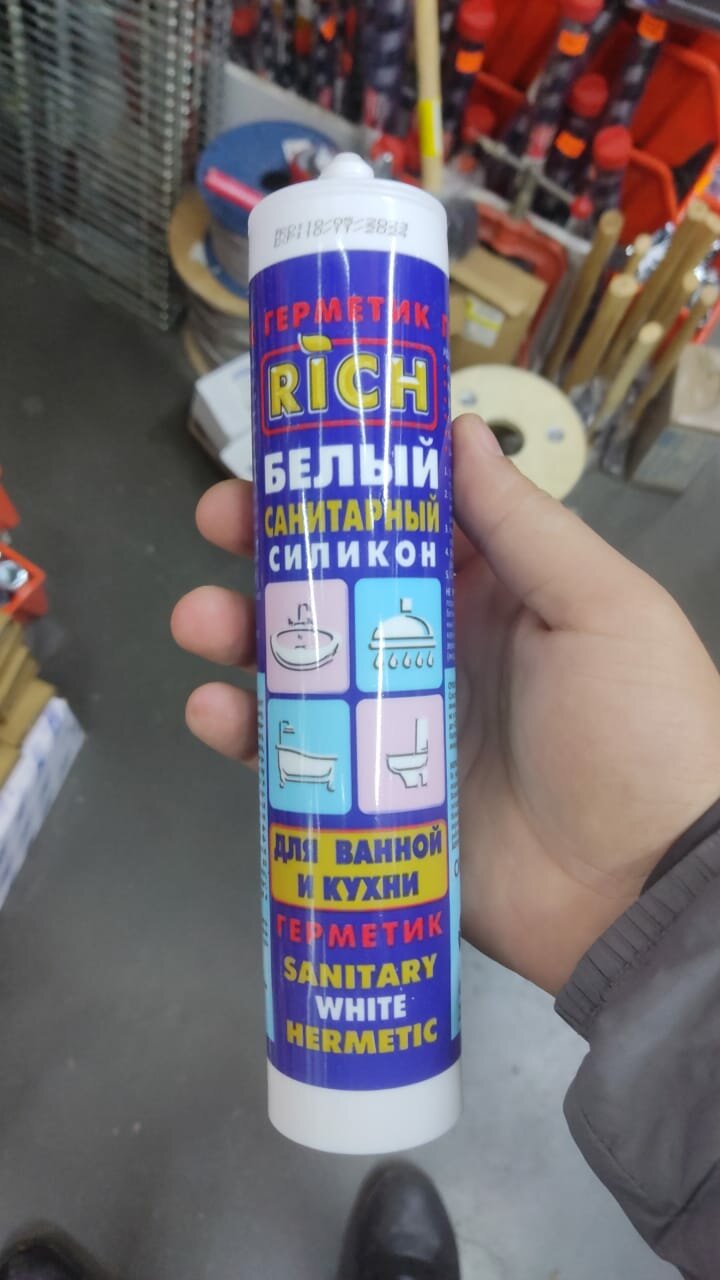 ГЕРМЕТИК
RICH
БЕЛЫЙ
САНИТАРНЫЙ
СИЛИКОН
ДЛЯ ВАННОЙ
И КУХНИ
ГЕРМЕТИК
SANITARY
WHITE
HERMETIC